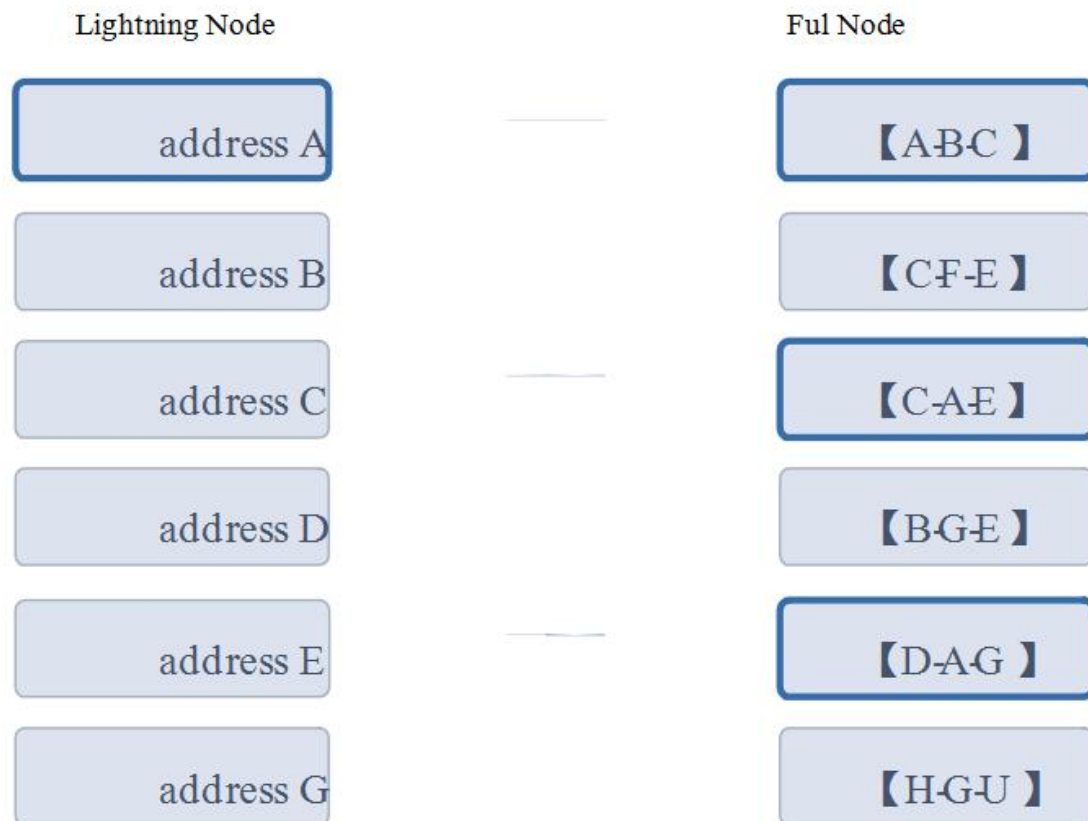 Lightning Node
Ful Node
address A
【A-B-C 】
address B
【C-F-E 】
address C
【C-A-E 】
address D
【B-G-E 】
address E
【D-A-G 】
address G
【H-G-U 】